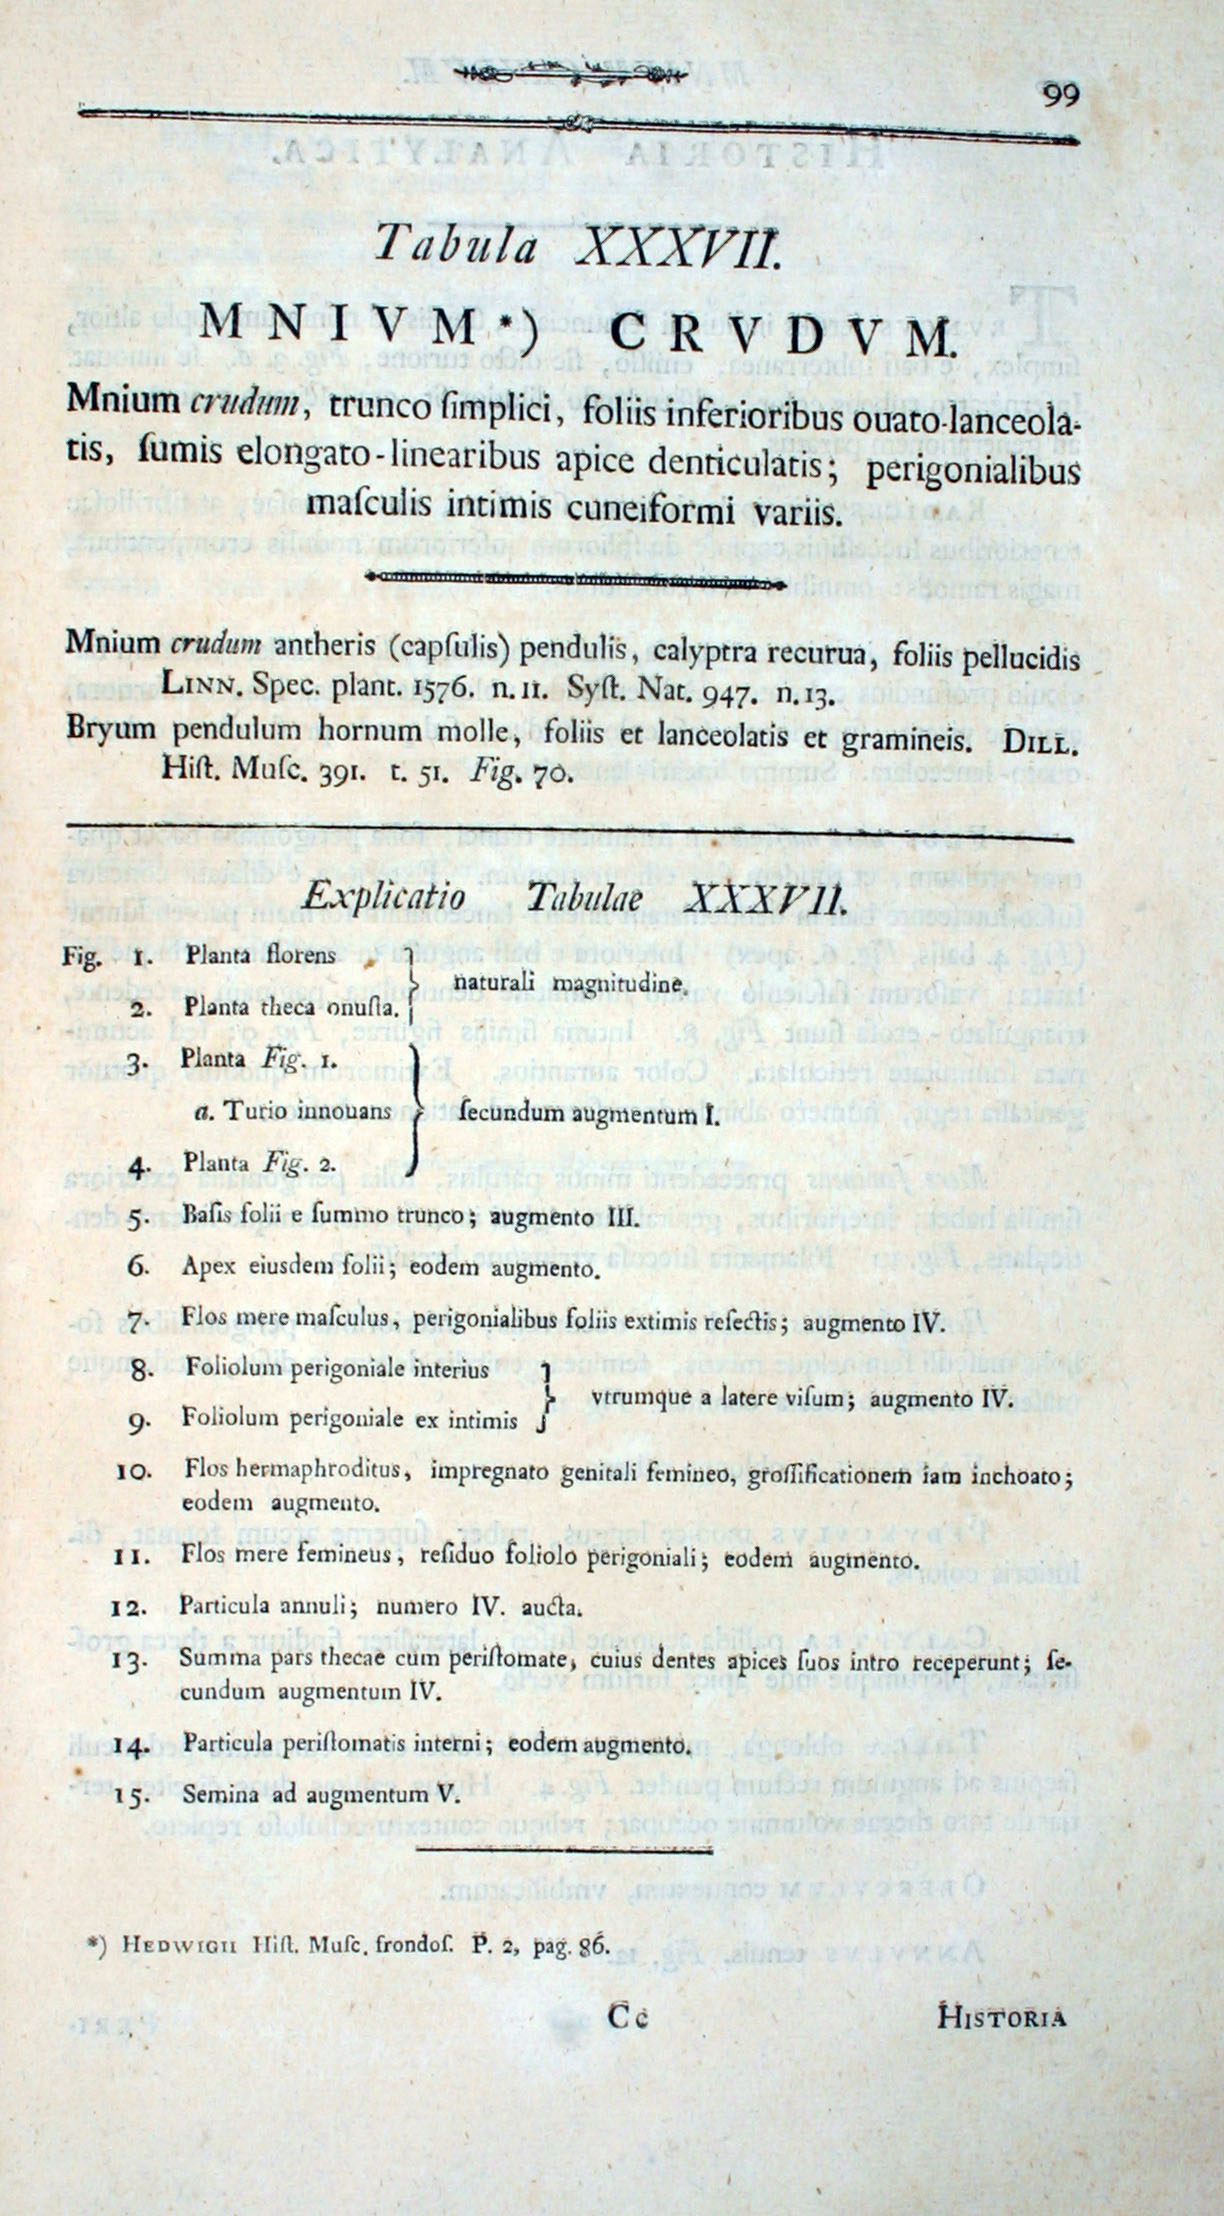 99
Tabula XXXVII.
MNIVM*) CRVDVM.
Mnium crudum, trunco ſimplici, foliis inferioribus ouato-lanceola-
tis, ſumis elongato-linearibus apice denticulatis; perigonialibus
maſculis intimis cuneiformi variis.
Mnium crudum antheris (capſulis) pendulis, calyptra recurua, foliis pellucidis
LINN. Spec. plant. 1576. n. 11. Syſt. Nat. 947. n. 13.
Bryum pendulum hornum molle, foliis et lanceolatis et gramineis. DILL.
Hiſt. Muſc. 391. t. 51. Fig. 70.
Explicatio Tabulae XXXVII.
Fig. 1. Planta florens
naturali magnitudine.
2. Planta theca onuſta.
3. Planta Fig. 1.
a. Turio innouans ſecundum augmentum I.
4. Planta Fig. 2.
5. Baſis folii e ſummo trunco; augmento III.
6. Apex eiusdem folii; eodem augmento.
7. Flos mere maſculus, perigonialibus foliis extimis reſectis; augmento IV.
8. Foliolum perigoniale interius
vtrumque a latere viſum; augmento IV.
9. Foliolum perigoniale ex intimis
10. Flos hermaphroditus, impregnato genitali femineo, groſſificationem iam inchoato;
eodem augmento.
11. Flos mere femineus, reſiduo foliolo perigoniali; eodem augmento.
12. Particula annuli; numero IV. aucta.
13. Summa pars thecae cum periſtomate, cuius dentes apices ſuos intro receperunt; ſe-
cundum augmentum IV.
14. Particula periſtomatis interni; eodem augmento.
15. Semina ad augmentum V.
*) HEDWIGII Hiſt. Muſc. frondoſ. P. 2, pag. 86.
Cc HISTORIA